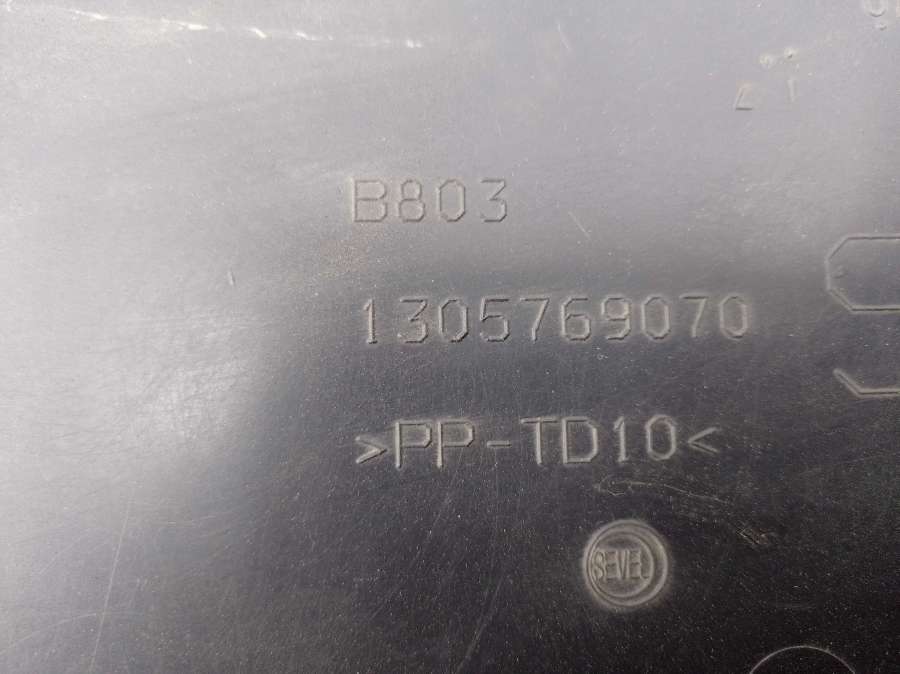 B803
1305769070
>PP-TD10<
SEVEL